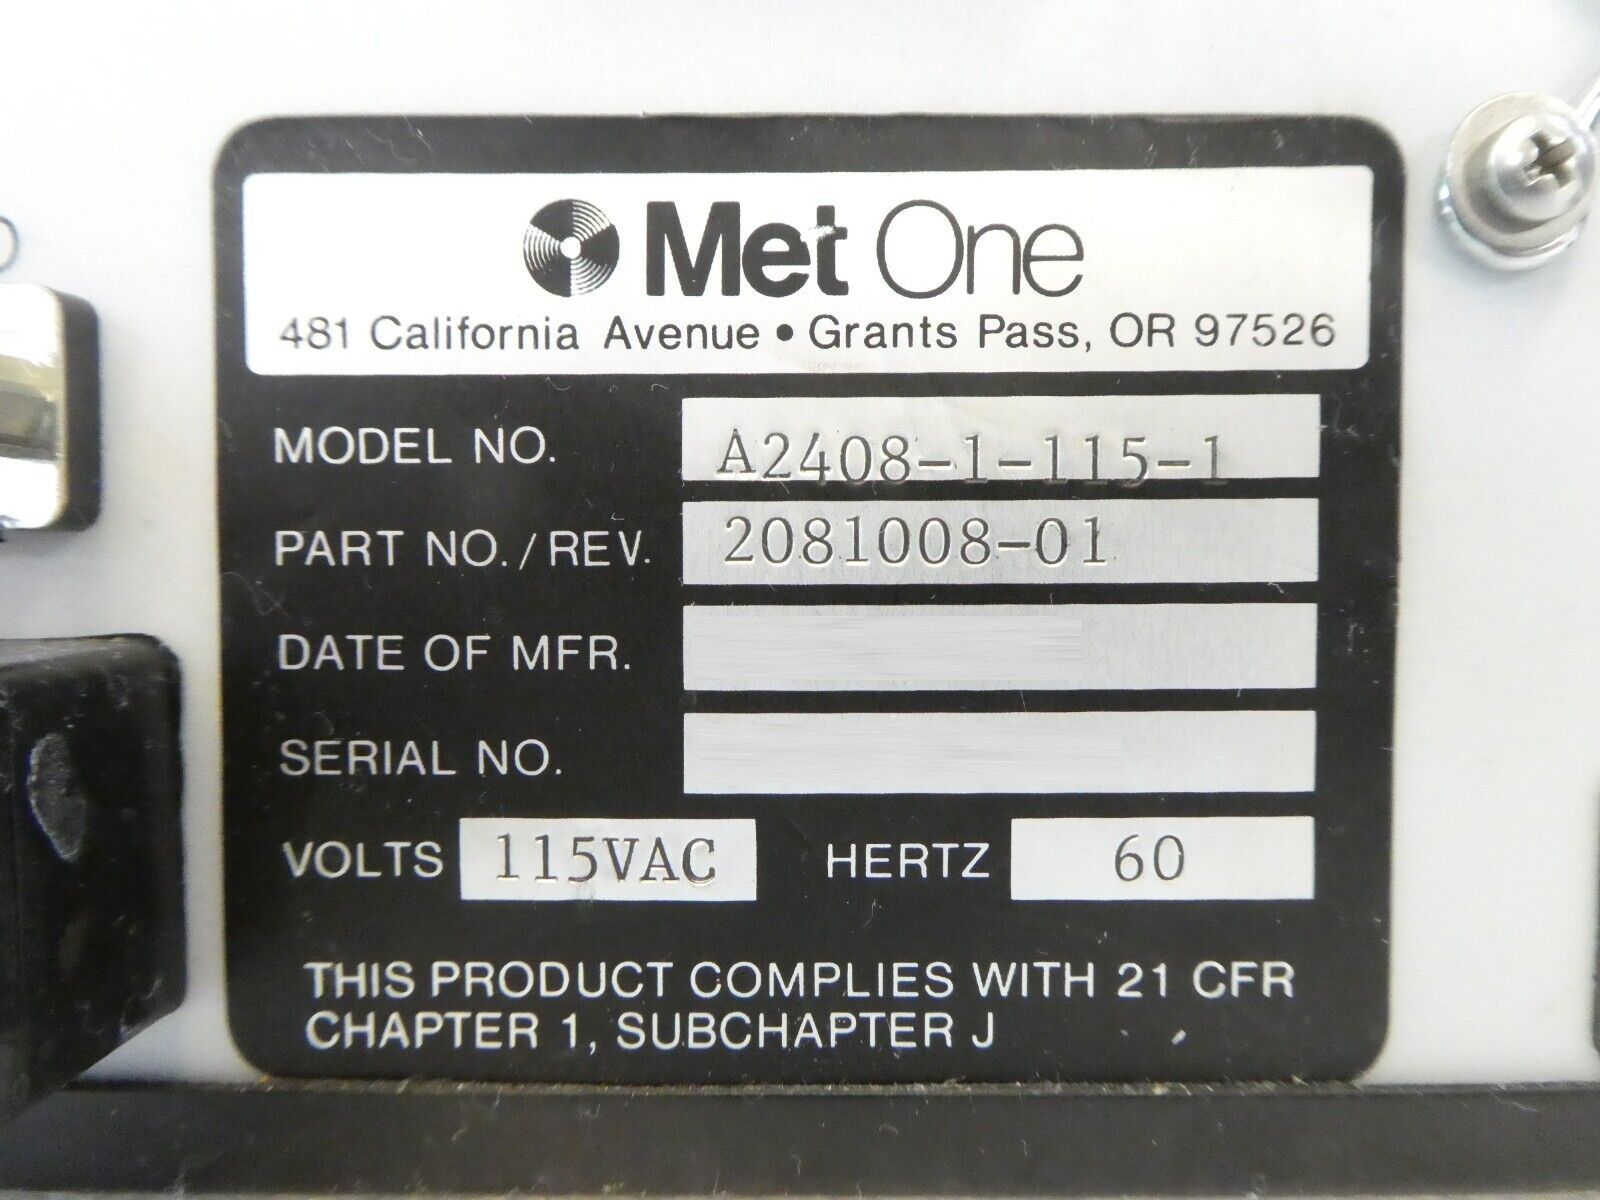 Met One
481 California Avenue • Grants Pass, OR 97526
MODEL NO. A2408-1-115-1
PART NO./REV. 2081008-01
DATE OF MFR.
SERIAL NO.
VOLTS 115VAC HERTZ 60
THIS PRODUCT COMPLIES WITH 21 CFR
CHAPTER 1, SUBCHAPTER J